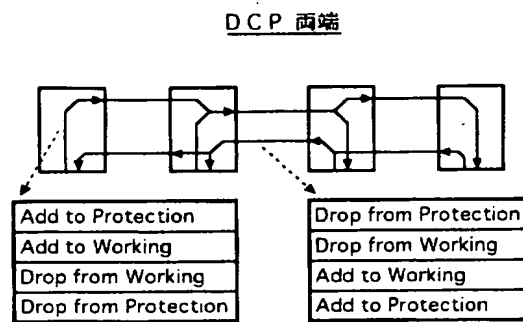 DCP 両端
Add to Protection
Add to Working
Drop from Working
Drop from Protection
Drop from Protection
Drop from Working
Add to Working
Add to Protection